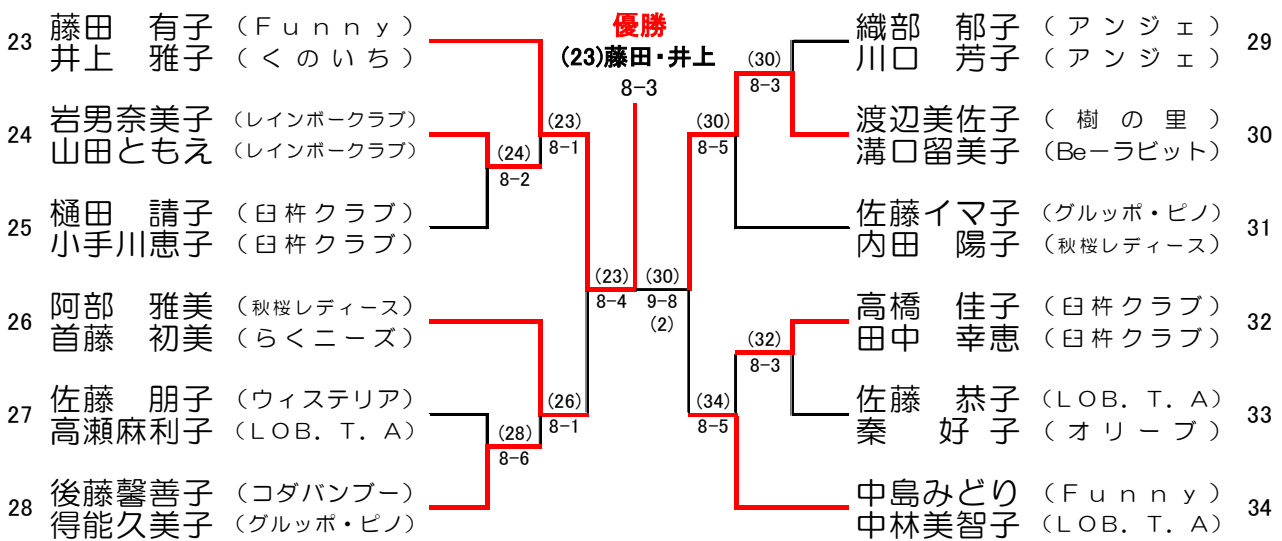 優勝
(23)藤田・井上
8-3
23
藤田　有子 （Ｆｕｎｎｙ）
井上　雅子 （くのいち）
24
岩男奈美子 （レインボークラブ）
山田ともえ （レインボークラブ）
25
樋田　請子 （臼杵クラブ）
小手川恵子 （臼杵クラブ）
26
阿部　雅美 （秋桜レディース）
首藤　初美 （らくニーズ）
27
佐藤　朋子 （ウィステリア）
高瀬麻利子 （ＬＯＢ．Ｔ．Ａ）
28
後藤馨善子 （コダバンブー）
得能久美子 （グルッポ・ピノ）
(24)
8-2
(28)
8-6
(23)
8-1
(26)
8-1
(23)
8-4
(30)
9-8
(2)
(30)
8-5
(34)
8-5
(30)
8-3
(32)
8-3
織部　郁子 （アンジェ） 
川口　芳子 （アンジェ）
29
渡辺美佐子 （樹の里）
溝口留美子 （Beーラビット）
30
佐藤イマ子 （グルッポ・ピノ）
内田　陽子 （秋桜レディース）
31
高橋　佳子 （臼杵クラブ）
田中　幸恵 （臼杵クラブ）
32
佐藤　恭子 （ＬＯＢ．Ｔ．Ａ）
秦　好子 （オリーブ）
33
中島みどり （Ｆｕｎｎｙ）
中林美智子 （ＬＯＢ．Ｔ．Ａ）
34